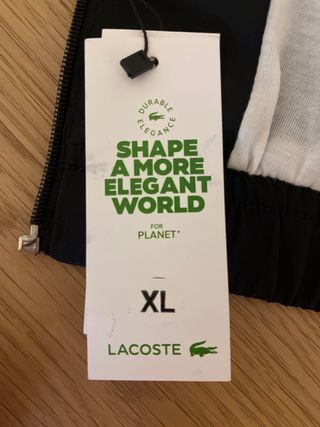 DURABLE
ELEGANCE
SHAPE
A MORE
ELEGANT
WORLD
FOR
PLANET*
XL
LACOSTE